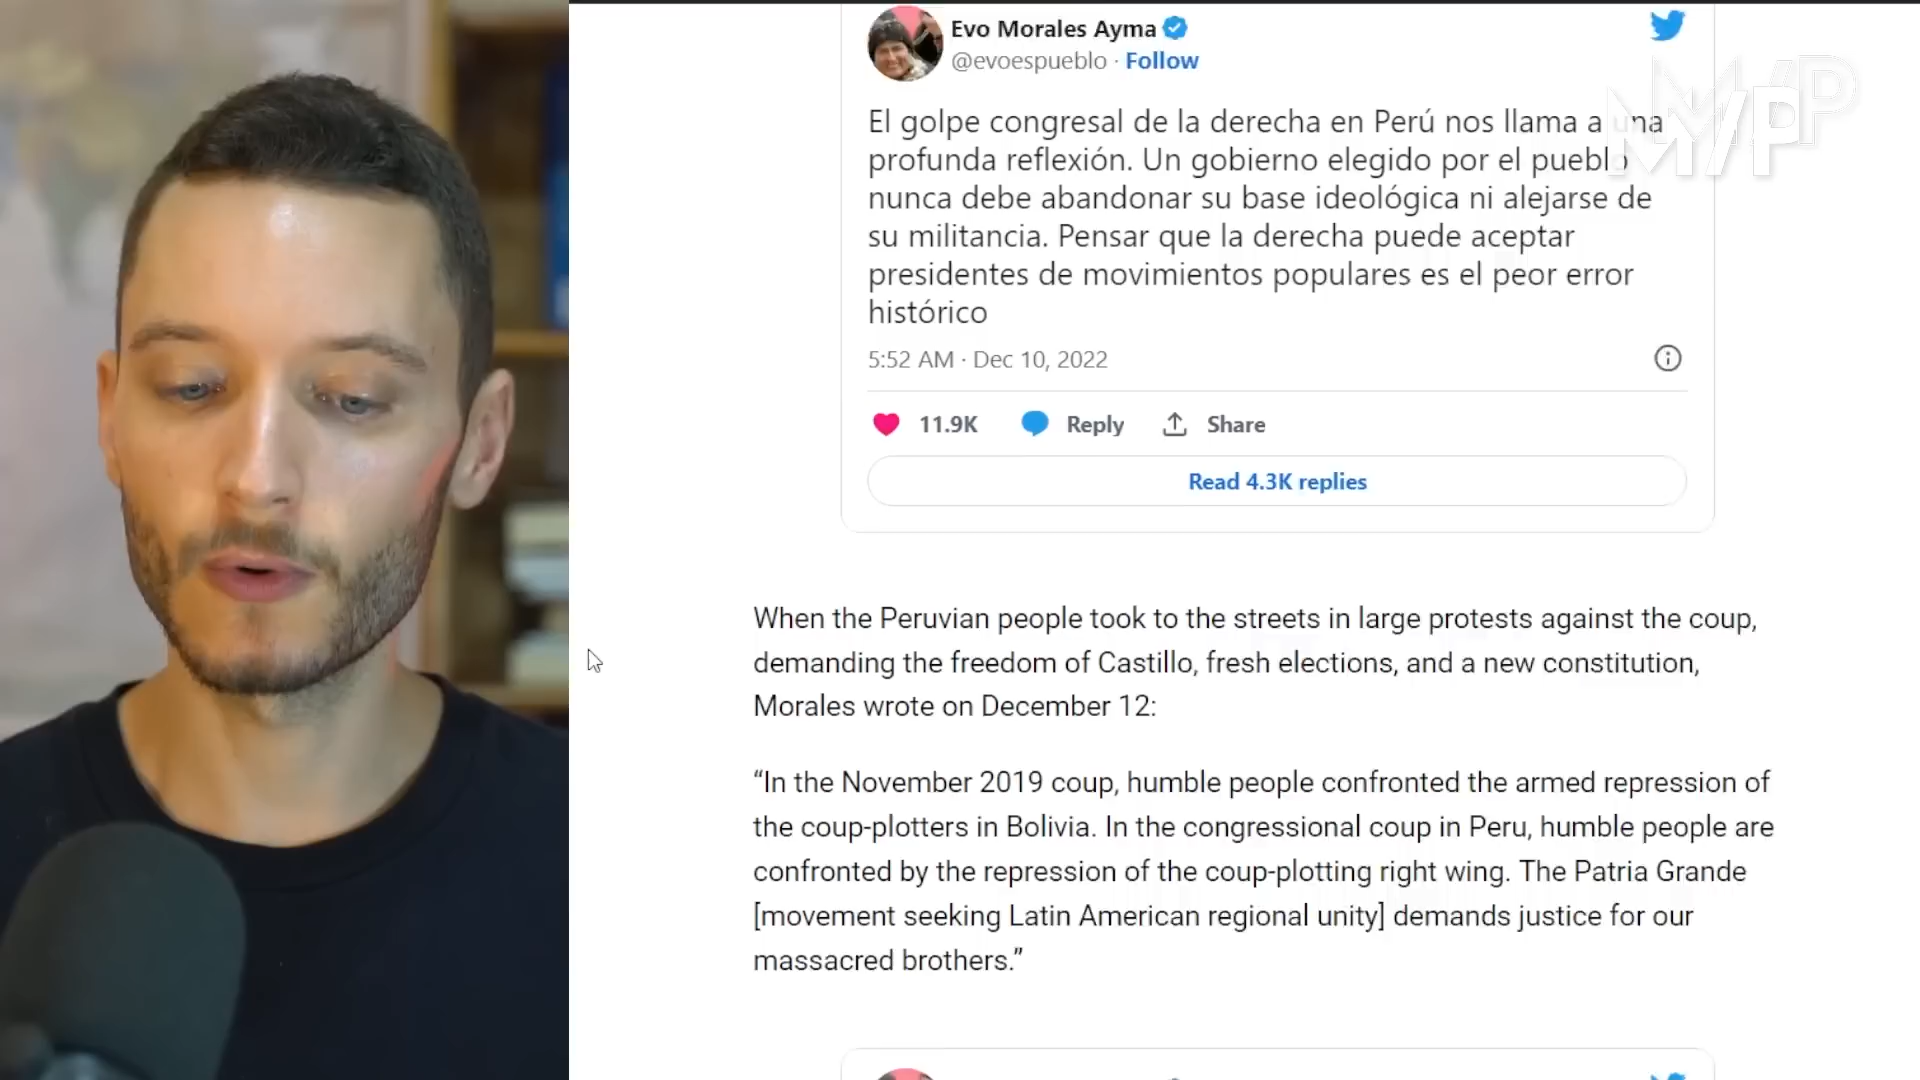 Evo Morales Ayma
@evoespueblo · Follow
El golpe congresal de la derecha en Perú nos llama a una
profunda reflexión. Un gobierno elegido por el pueblo
nunca debe abandonar su base ideológica ni alejarse de
su militancia. Pensar que la derecha puede aceptar
presidentes de movimientos populares es el peor error
histórico
5:52 AM · Dec 10, 2022
11.9K Reply Share
Read 4.3K replies
When the Peruvian people took to the streets in large protests against the coup,
demanding the freedom of Castillo, fresh elections, and a new constitution,
Morales wrote on December 12:
“In the November 2019 coup, humble people confronted the armed repression of
the coup-plotters in Bolivia. In the congressional coup in Peru, humble people are
confronted by the repression of the coup-plotting right wing. The Patria Grande
[movement seeking Latin American regional unity] demands justice for our
massacred brothers.”